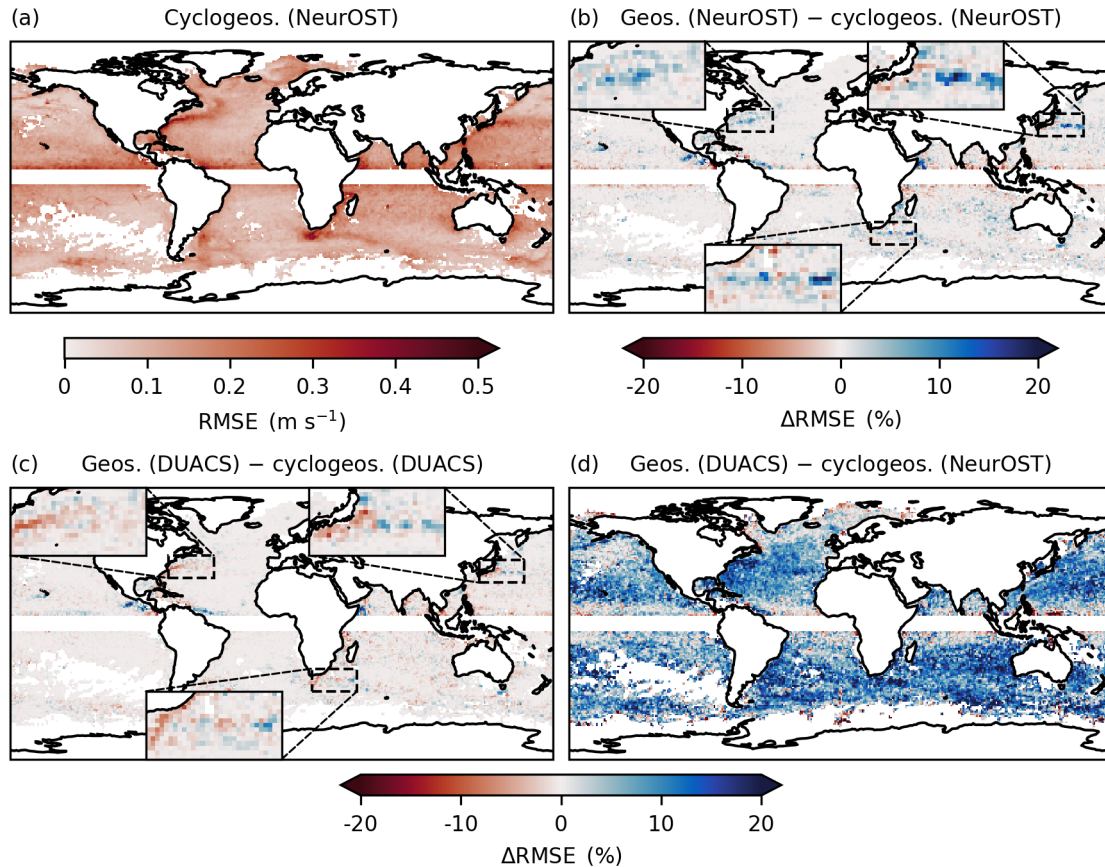 (a) Cyclogeos. (NeurOST)
(b) Geos. (NeurOST) − cyclogeos. (NeurOST)
0 0.1 0.2 0.3 0.4 0.5
RMSE (m s⁻¹)
-20 -10 0 10 20
ΔRMSE (%)
(c) Geos. (DUACS) − cyclogeos. (DUACS)
(d) Geos. (DUACS) − cyclogeos. (NeurOST)
-20 -10 0 10 20
ΔRMSE (%)